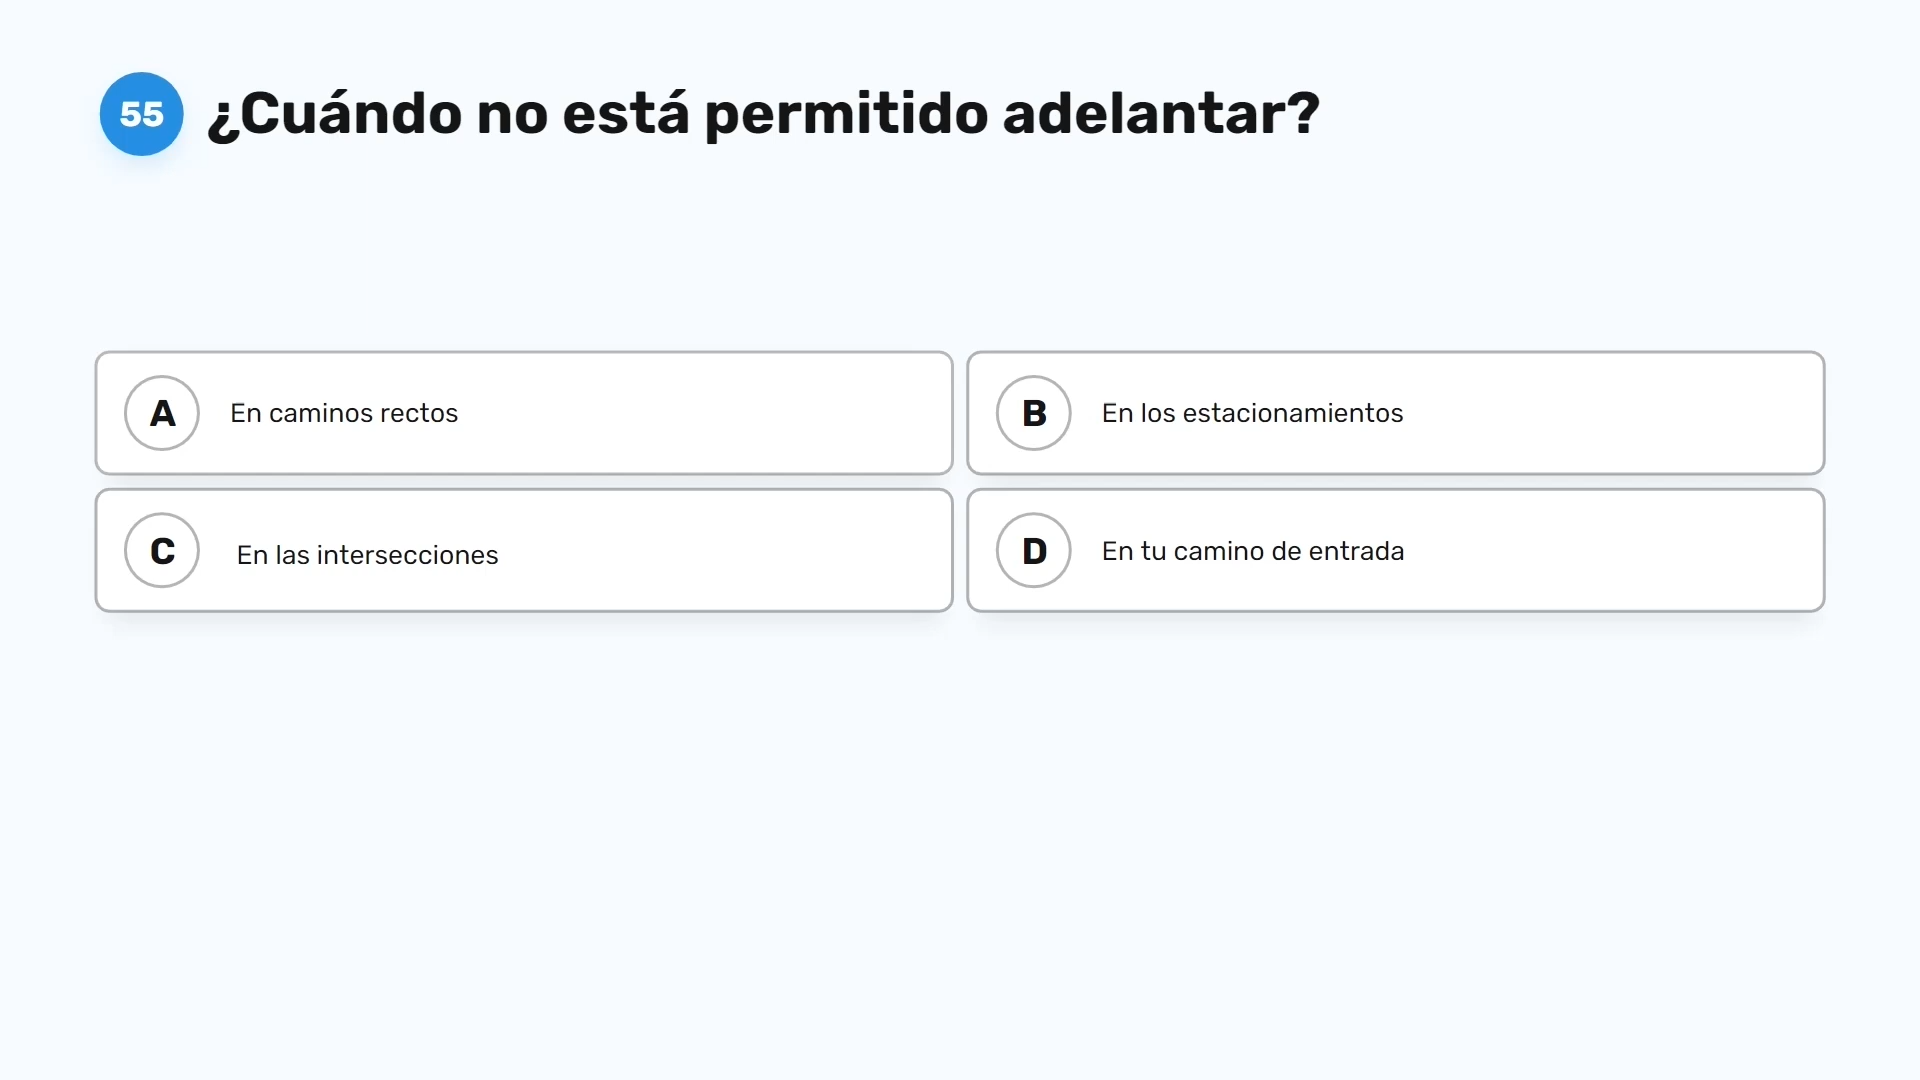 55 ¿Cuándo no está permitido adelantar?
A En caminos rectos
B En los estacionamientos
C En las intersecciones
D En tu camino de entrada